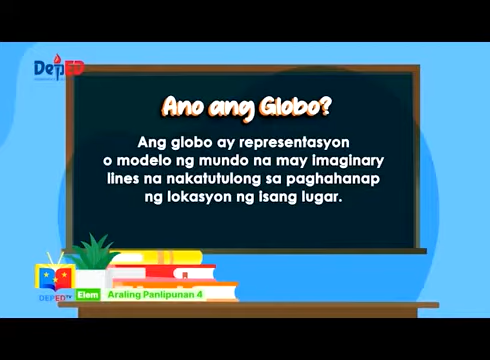 DepED
Ano ang Globo?
Ang globo ay representasyon
o modelo ng mundo na may imaginary
lines na nakatutulong sa paghahanap
ng lokasyon ng isang lugar.
DEPED TV
Elem
Araling Panlipunan 4